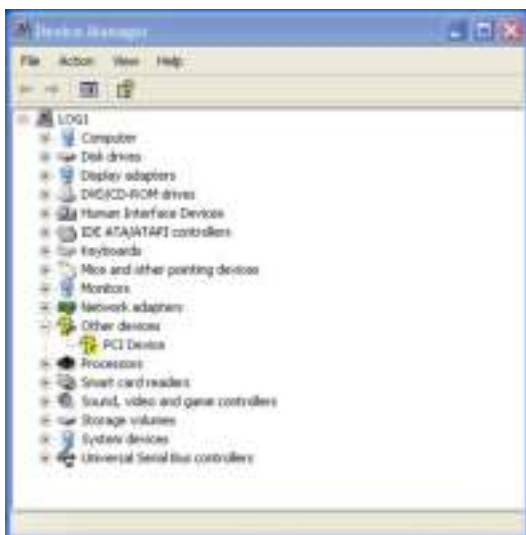 Device Manager
File Action View Help
LOGI
Computer
Disk drives
Display adapters
DVD/CD-ROM drives
Human Interface Devices
IDE ATA/ATAPI controllers
Keyboards
Mice and other pointing devices
Monitors
Network adapters
Other devices
PCI Device
Processors
Smart card readers
Sound, video and game controllers
Storage volumes
System devices
Universal Serial Bus controllers